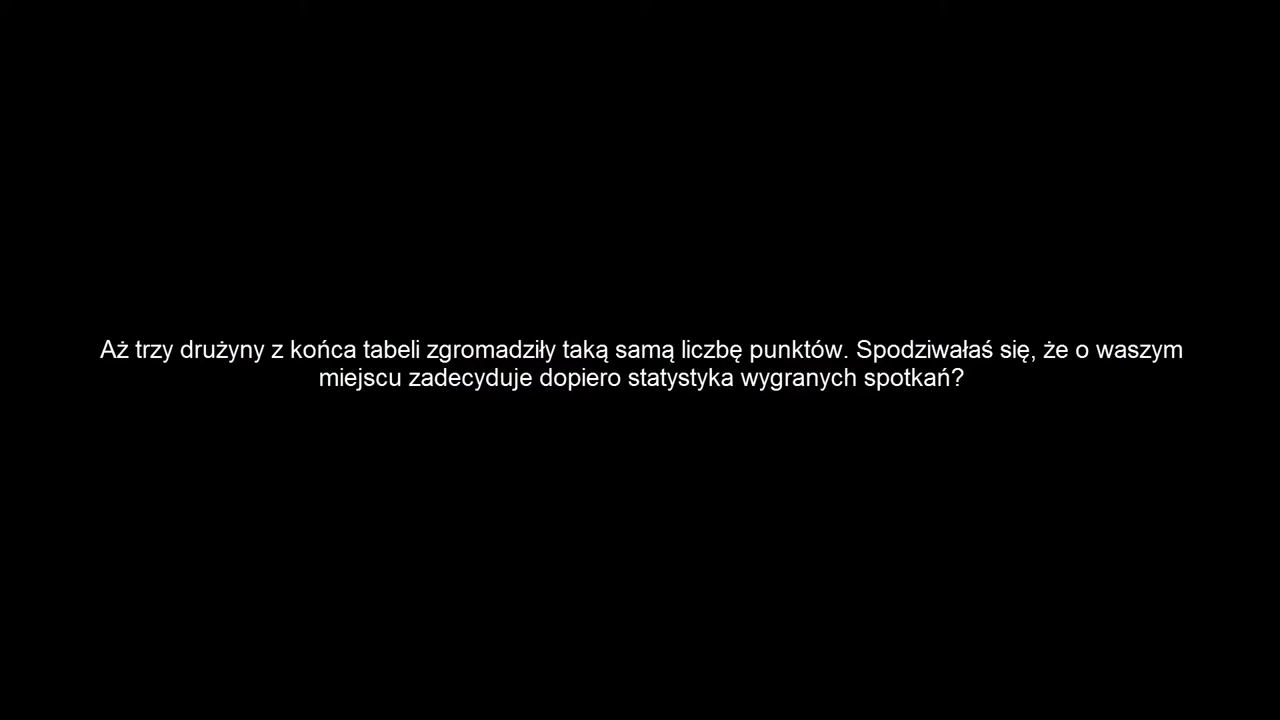 Aż trzy drużyny z końca tabeli zgromadziły taką samą liczbę punktów. Spodziwałaś się, że o waszym
miejscu zadecyduje dopiero statystyka wygranych spotkań?